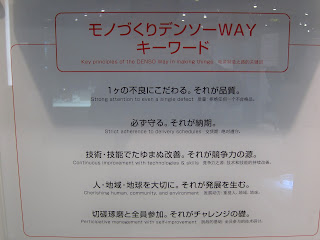 モノづくりデンソーWAY
キーワード
Key principles of the DENSO Way in making things
1ヶの不良にこだわる。それが品質。
Strong attention to even a single defect
必ず守る。それが納期。
Strict adherence to delivery schedules
技術・技能でたゆまぬ改善。それが競争力の源。
Continuous improvement with technologies & skills
人・地域・地球を大切に。それが発展を生む。
Cherishing human, community, and environment
切磋琢磨と全員参加。それがチャレンジの礎。
Participative management with self-improvement